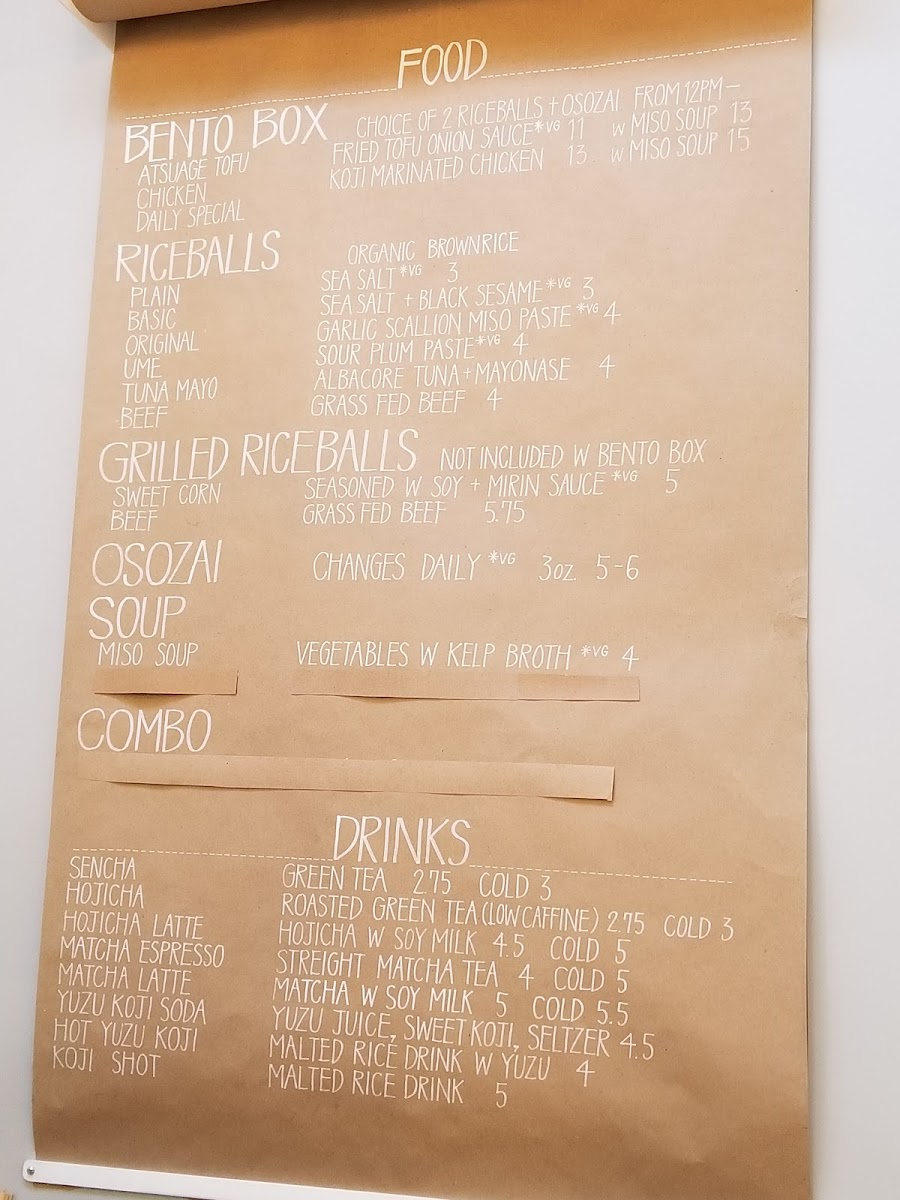 FOOD
BENTO BOX CHOICE OF 2 RICEBALLS + OSOZAI FROM 12PM -
ATSUAGE TOFU FRIED TOFU ONION SAUCE *VG 11 W MISO SOUP 13
CHICKEN KOJI MARINATED CHICKEN 13 W MISO SOUP 15
DAILY SPECIAL
RICEBALLS ORGANIC BROWNRICE
PLAIN SEA SALT *VG 3
BASIC SEA SALT + BLACK SESAME *VG 3
ORIGINAL GARLIC SCALLION MISO PASTE *VG 4
UME SOUR PLUM PASTE *VG 4
TUNA MAYO ALBACORE TUNA + MAYONASE 4
BEEF GRASS FED BEEF 4
GRILLED RICEBALLS NOT INCLUDED W BENTO BOX
SWEET CORN SEASONED W SOY + MIRIN SAUCE *VG 5
BEEF GRASS FED BEEF 5.75
OSOZAI CHANGES DAILY *VG 3oz. 5-6
SOUP
MISO SOUP VEGETABLES W KELP BROTH *VG 4
COMBO
DRINKS
SENCHA GREEN TEA 2.75 COLD 3
HOJICHA ROASTED GREEN TEA (LOW CAFFINE) 2.75 COLD 3
HOJICHA LATTE HOJICHA W SOY MILK 4.5 COLD 5
MATCHA ESPRESSO STREIGHT MATCHA TEA 4 COLD 5
MATCHA LATTE MATCHA W SOY MILK 5 COLD 5.5
YUZU KOJI SODA YUZU JUICE, SWEET KOJI, SELTZER 4.5
HOT YUZU KOJI MALTED RICE DRINK W YUZU 4
KOJI SHOT MALTED RICE DRINK 5